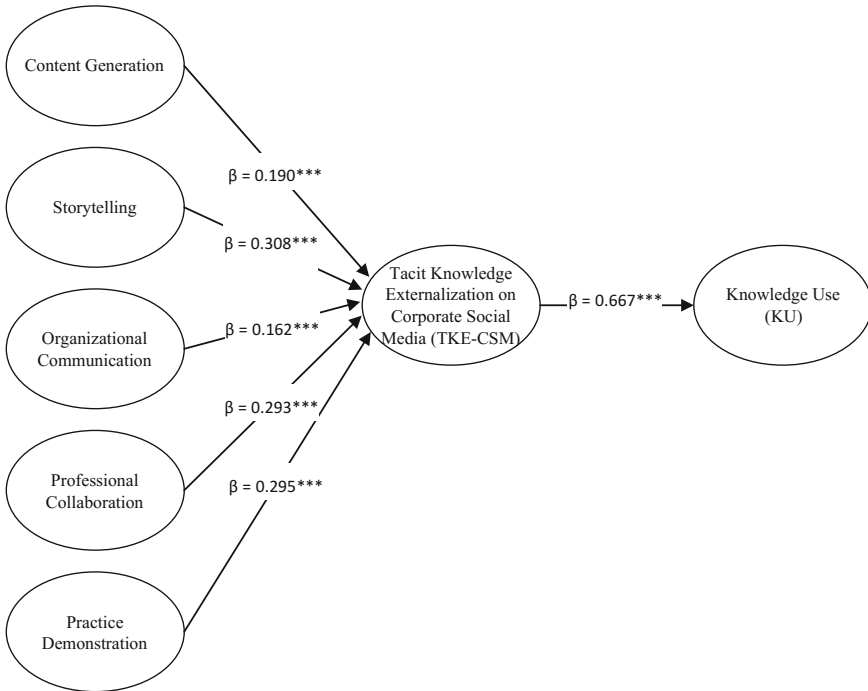 Content Generation
β = 0.190***
Storytelling
β = 0.308***
Tacit Knowledge
Externalization on
Corporate Social
Media (TKE-CSM)
β = 0.667***
Knowledge Use
(KU)
Organizational
Communication
β = 0.162***
β = 0.293***
Professional
Collaboration
β = 0.295***
Practice
Demonstration